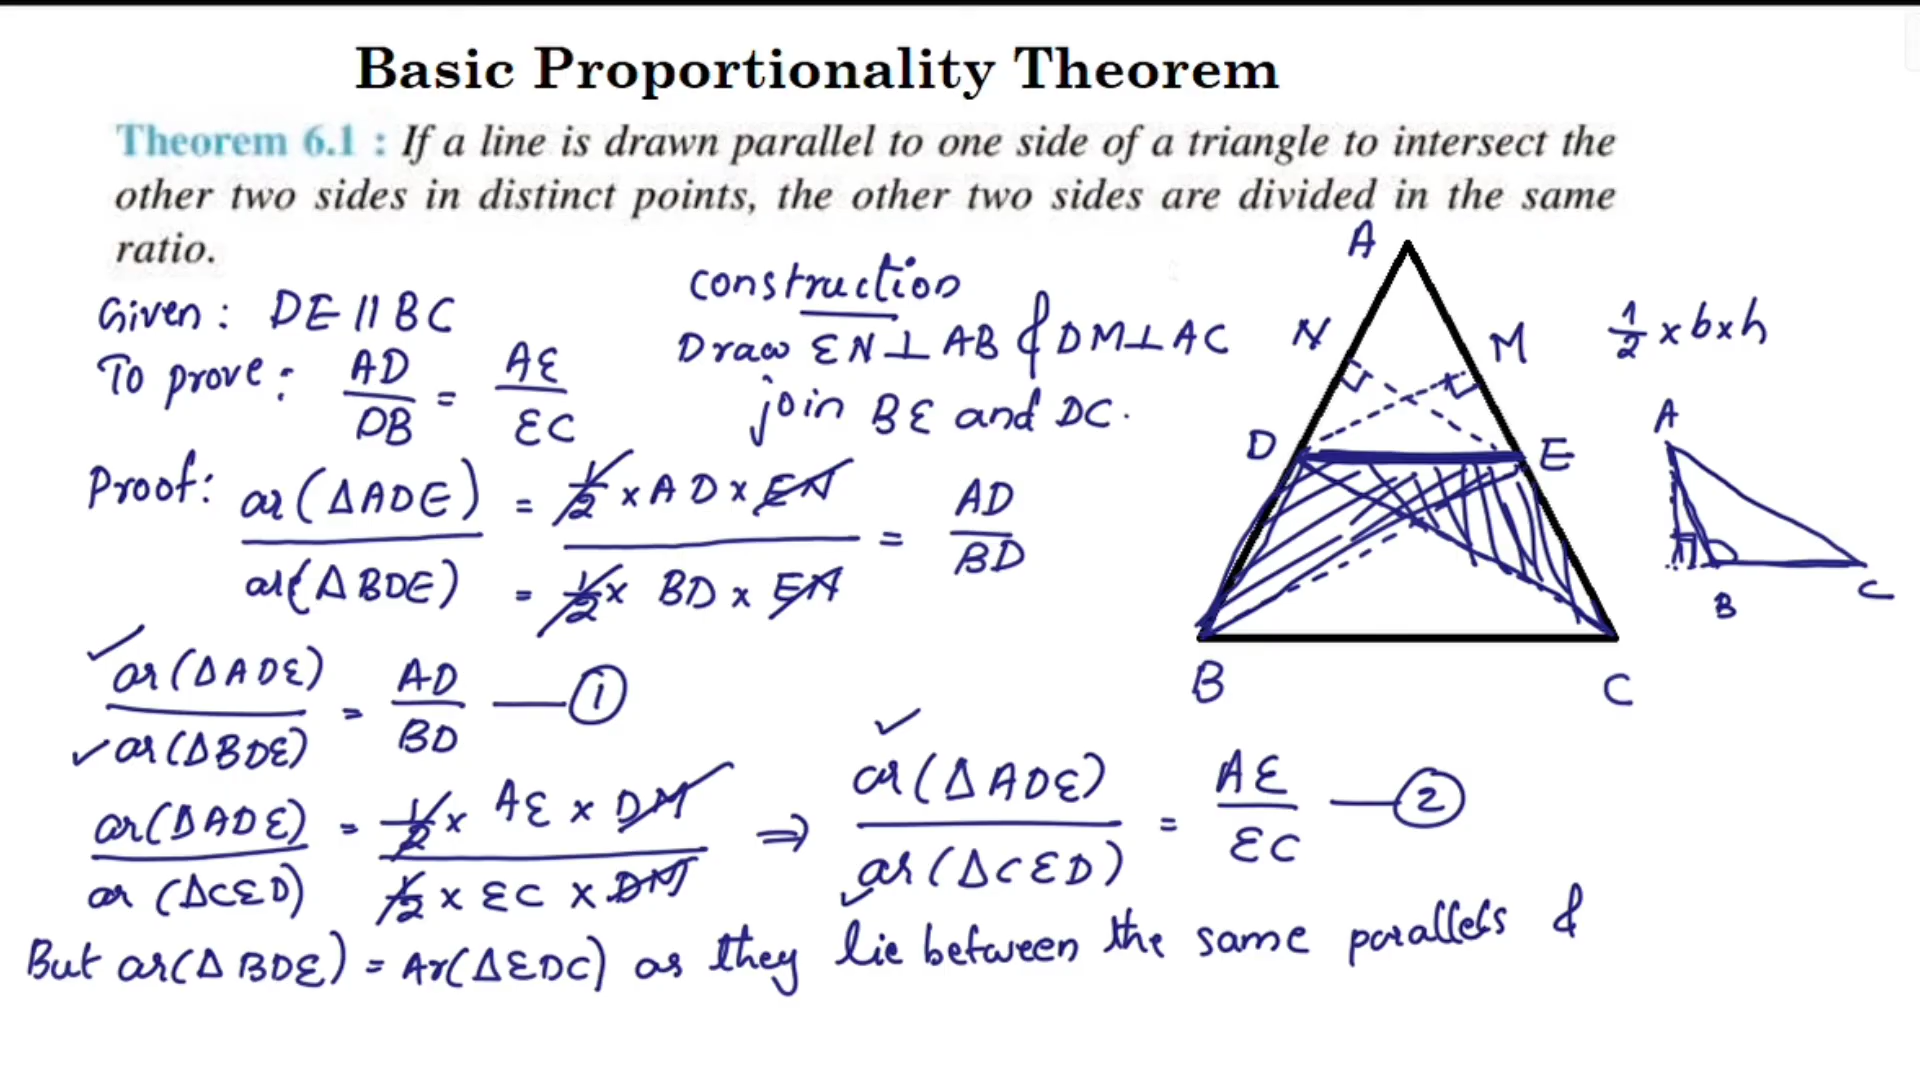 Basic Proportionality Theorem
Theorem 6.1 : If a line is drawn parallel to one side of a triangle to intersect the
other two sides in distinct points, the other two sides are divided in the same
ratio.
Given: DE || BC
To prove: AD/DB = AE/EC
construction
Draw EN ⊥ AB & DM ⊥ AC
join BE and DC.
Proof: ar(ΔADE)/ar(ΔBDE) = 1/2 × AD × EN / = 1/2 × BD × EN = AD/BD
ar(ΔADE)/ar(ΔBDE) = AD/BD — ①
ar(ΔADE)/ar(ΔCED) = 1/2 × AE × DM / 1/2 × EC × DM ⇒ ar(ΔADE)/ar(ΔCED) = AE/EC — ②
But ar(ΔBDE) = Ar(ΔEDC) as they lie between the same parallels &
A
N
M
D
E
B
C
1/2 × b × h
A
B
C